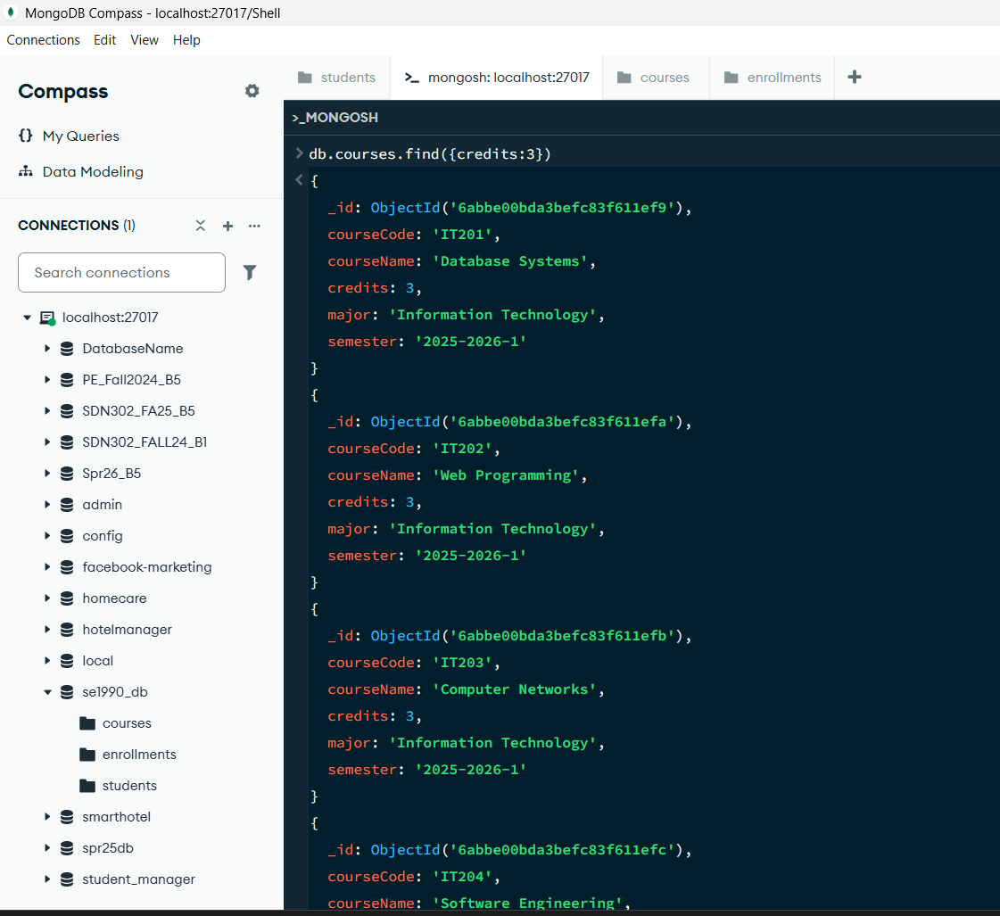 MongoDB Compass - localhost:27017/Shell
Connections Edit View Help
Compass
My Queries
Data Modeling
CONNECTIONS (1)
Search connections
localhost:27017
DatabaseName
PE_Fall2024_B5
SDN302_FA25_B5
SDN302_FALL24_B1
Spr26_B5
admin
config
facebook-marketing
homecare
hotelmanager
local
se1990_db
courses
enrollments
students
smarthotel
spr25db
student_manager
students
>_ mongosh: localhost:27017
courses
enrollments
>_MONGOSH
> db.courses.find({credits:3})
< {
_id: ObjectId('6abbe00bda3befc83f611ef9'),
courseCode: 'IT201',
courseName: 'Database Systems',
credits: 3,
major: 'Information Technology',
semester: '2025-2026-1'
}
{
_id: ObjectId('6abbe00bda3befc83f611efa'),
courseCode: 'IT202',
courseName: 'Web Programming',
credits: 3,
major: 'Information Technology',
semester: '2025-2026-1'
}
{
_id: ObjectId('6abbe00bda3befc83f611efb'),
courseCode: 'IT203',
courseName: 'Computer Networks',
credits: 3,
major: 'Information Technology',
semester: '2025-2026-1'
}
{
_id: ObjectId('6abbe00bda3befc83f611efc'),
courseCode: 'IT204',
courseName: 'Software Engineering',